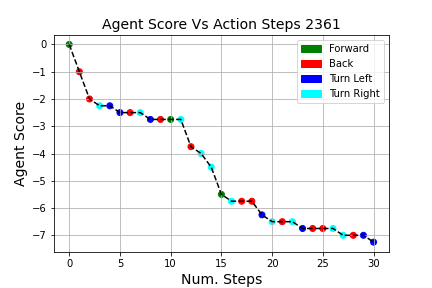 Agent Score Vs Action Steps 2361
Forward
Back
Turn Left
Turn Right
Agent Score
0
−1
−2
−3
−4
−5
−6
−7
0 5 10 15 20 25 30
Num. Steps